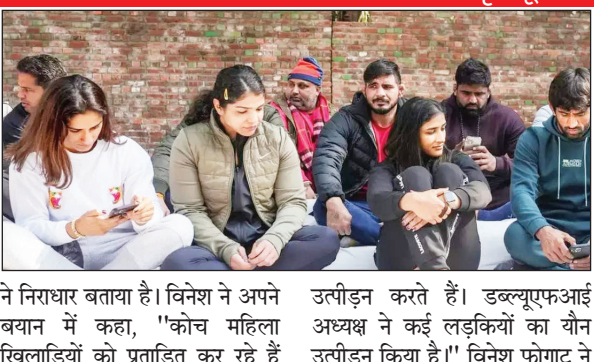 ने निराधार बताया है। विनेश ने अपने
बयान में कहा, ''कोच महिला
खिलाड़ियों को प्रताड़ित कर रहे हैं
उत्पीड़न करते हैं। डब्ल्यूएफआई
अध्यक्ष ने कई लड़कियों का यौन
उत्पीड़न किया है।'' विनेश फोगाट ने